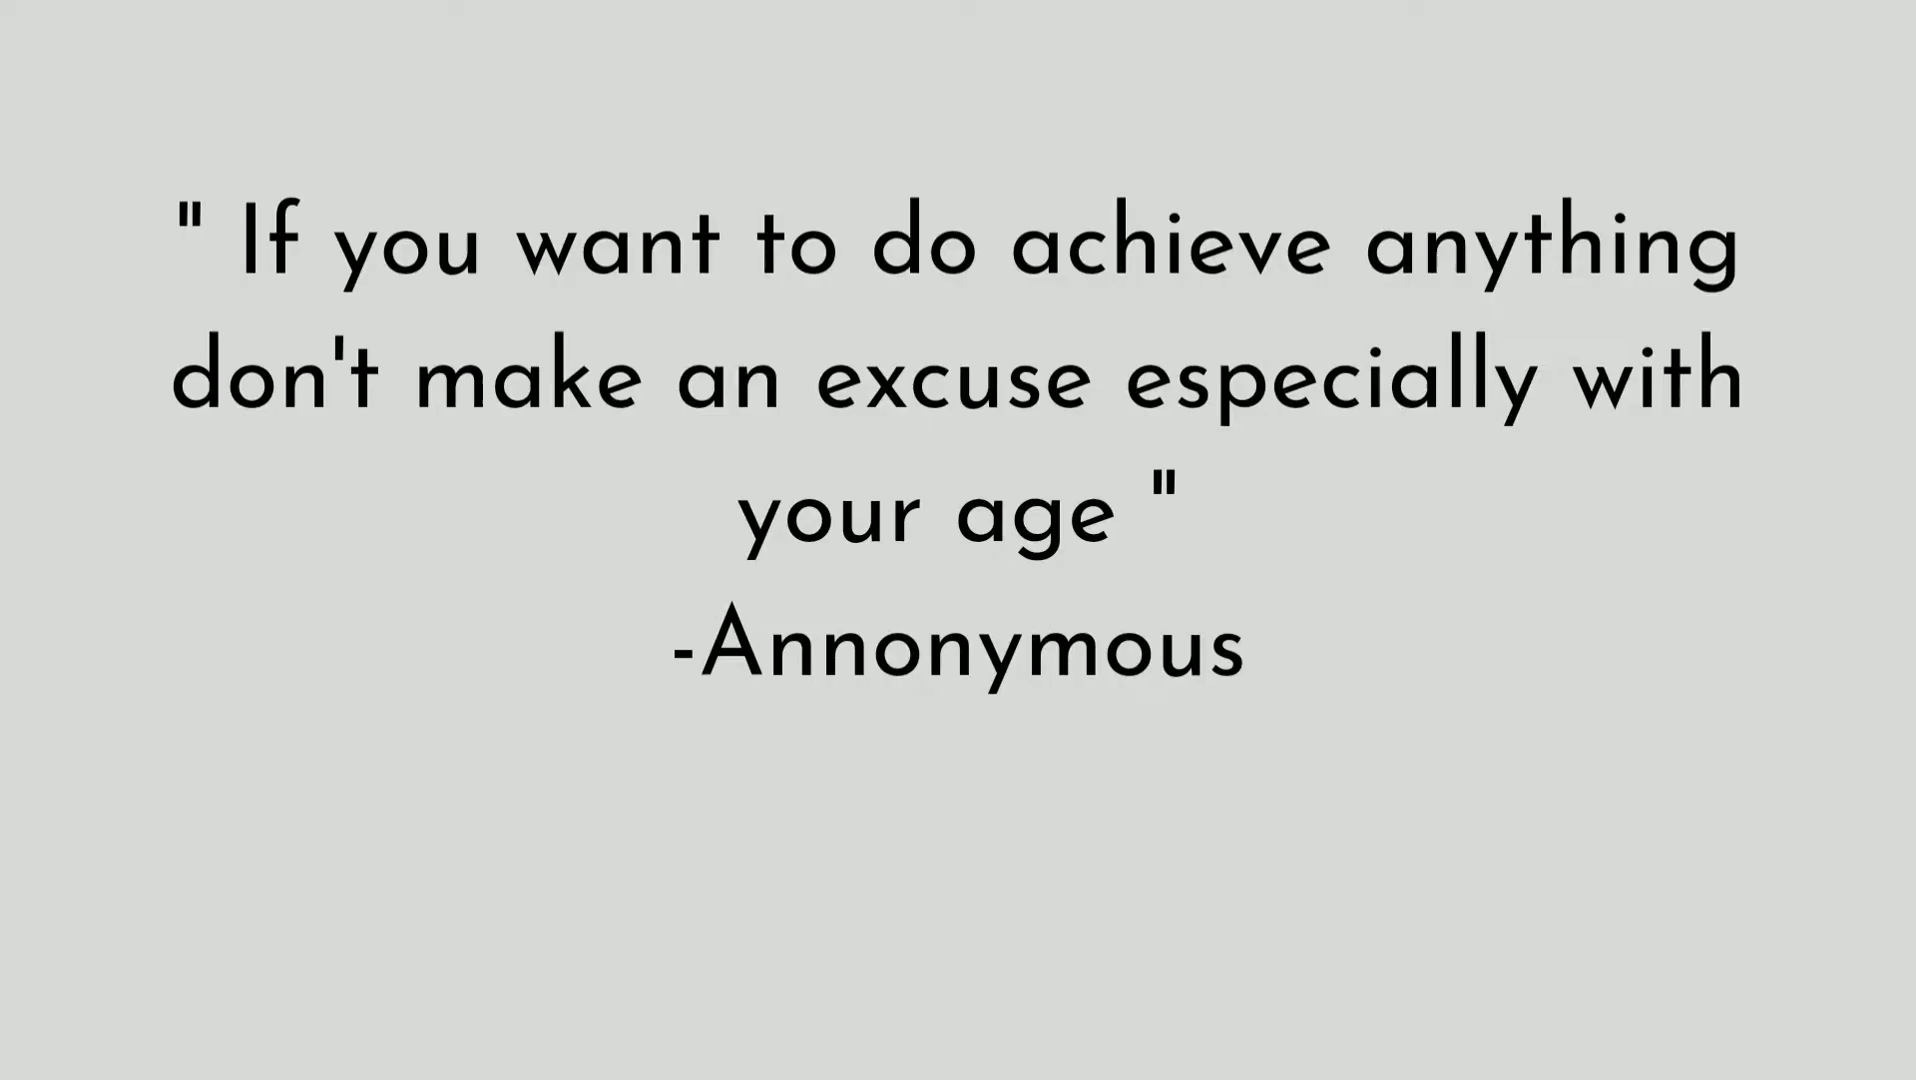 " If you want to do achieve anything
don't make an excuse especially with
your age "
-Annonymous